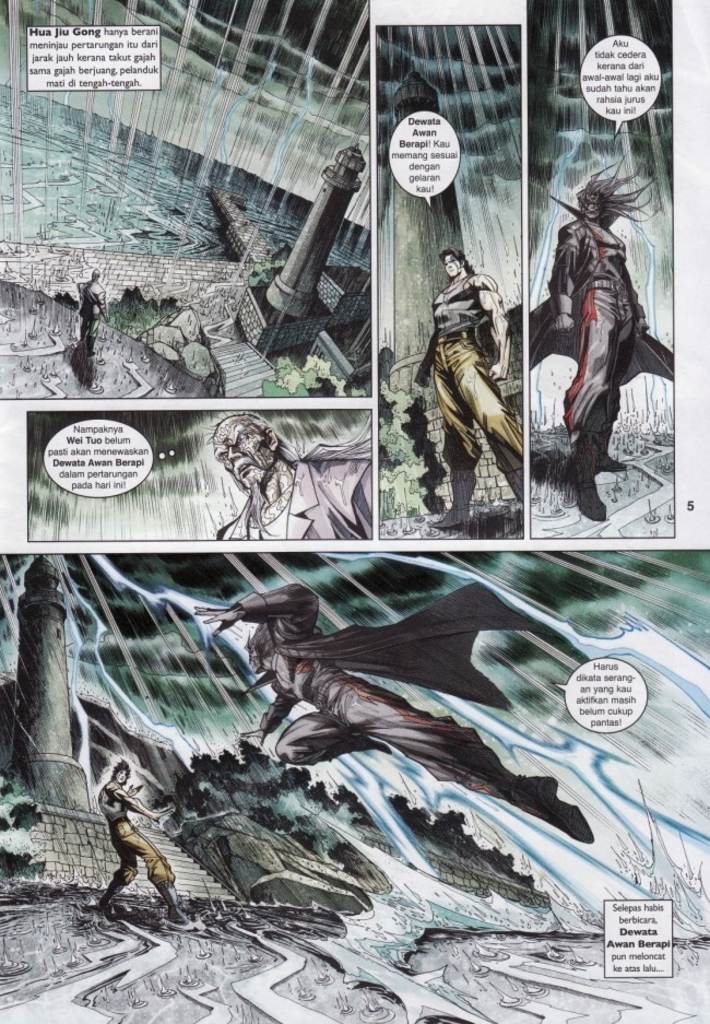 Hua Jiu Gong hanya berani
meninjau pertarungan itu dari
jarak jauh kerana takut gajah
sama gajah berjuang, pelanduk
mati di tengah-tengah.
Dewata
Awan
Berapi! Kau
memang sesuai
dengan
gelaran
kau!
Aku
tidak cedera
kerana dari
awal-awal lagi aku
sudah tahu akan
rahsia jurus
kau ini!
Nampaknya
Wei Tuo belum
pasti akan menewaskan
Dewata Awan Berapi
dalam pertarungan
pada hari ini!
5
Harus
dikata serang-
an yang kau
aktifkan masih
belum cukup
pantas!
Selepas habis
berbicara,
Dewata
Awan Berapi
pun meloncat
ke atas lalu....